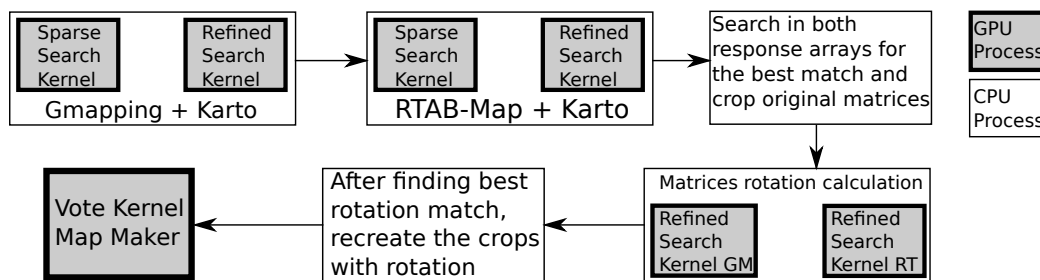 Sparse
Search
Kernel
Refined
Search
Kernel
Gmapping + Karto
Sparse
Search
Kernel
Refined
Search
Kernel
RTAB-Map + Karto
Search in both
response arrays for
the best match and
crop original matrices
GPU
Process
CPU
Process
Matrices rotation calculation
Refined
Search
Kernel GM
Refined
Search
Kernel RT
After finding best
rotation match,
recreate the crops
with rotation
Vote Kernel
Map Maker